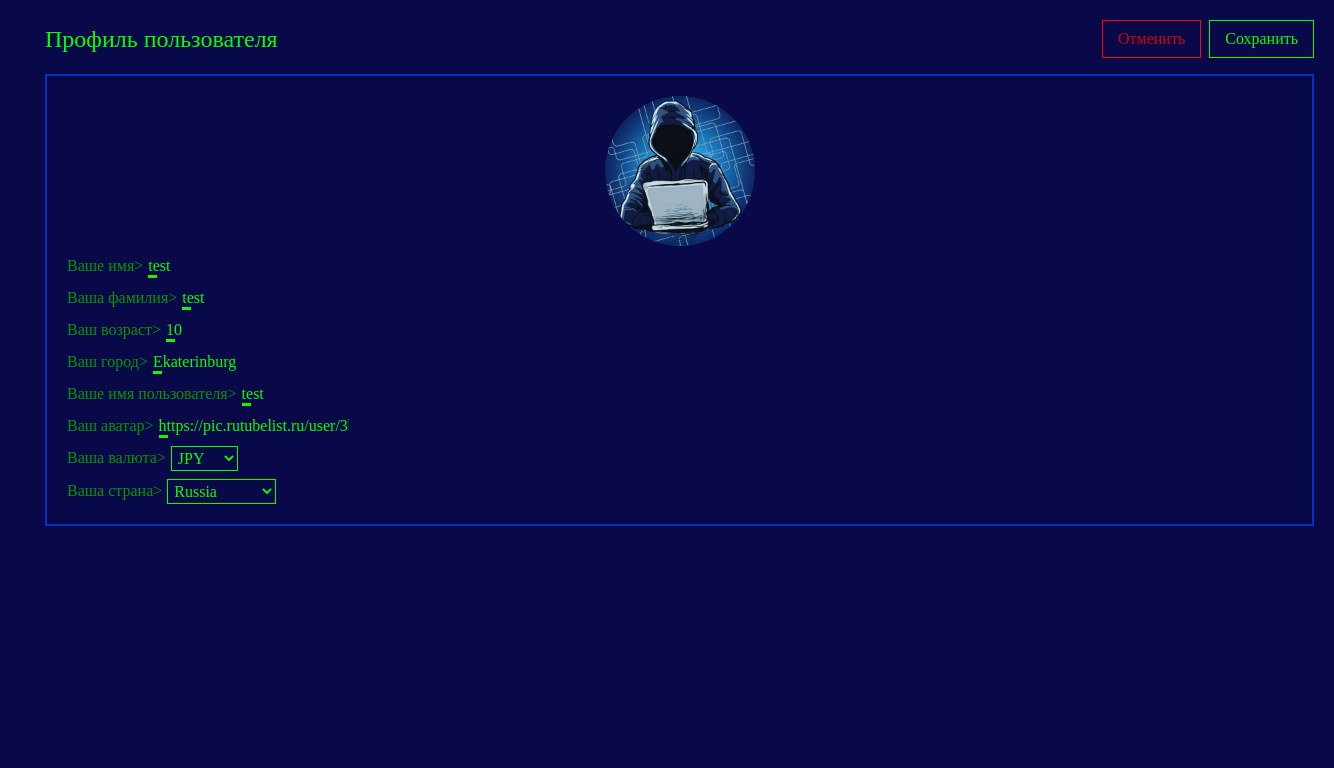 Профиль пользователя
Отменить
Сохранить
Ваше имя> test
Ваша фамилия> test
Ваш возраст> 10
Ваш город> Ekaterinburg
Ваше имя пользователя> test
Ваш аватар> https://pic.rutubelist.ru/user/3
Ваша валюта> JPY
Ваша страна> Russia